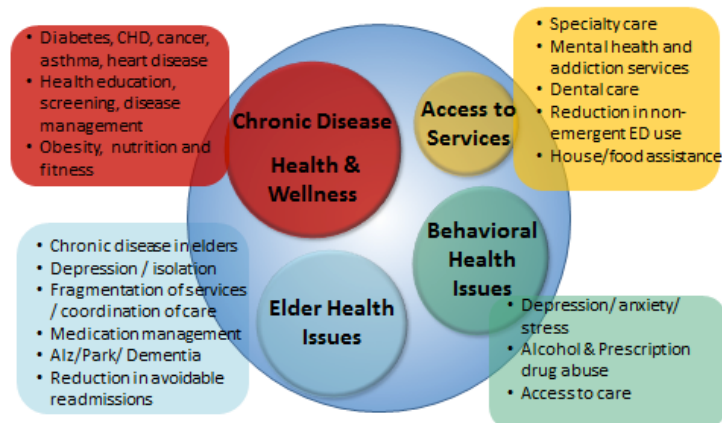 • Diabetes, CHD, cancer,
asthma, heart disease
• Health education,
screening, disease
management
• Obesity, nutrition and
fitness
Chronic Disease
Health &
Wellness
Access to
Services
• Specialty care
• Mental health and
addiction services
• Dental care
• Reduction in non-
emergent ED use
• House/food assistance
• Chronic disease in elders
• Depression / isolation
• Fragmentation of services
/ coordination of care
• Medication management
• Alz/Park/ Dementia
• Reduction in avoidable
readmissions
Elder Health
Issues
Behavioral
Health
Issues
• Depression/ anxiety/
stress
• Alcohol & Prescription
drug abuse
• Access to care